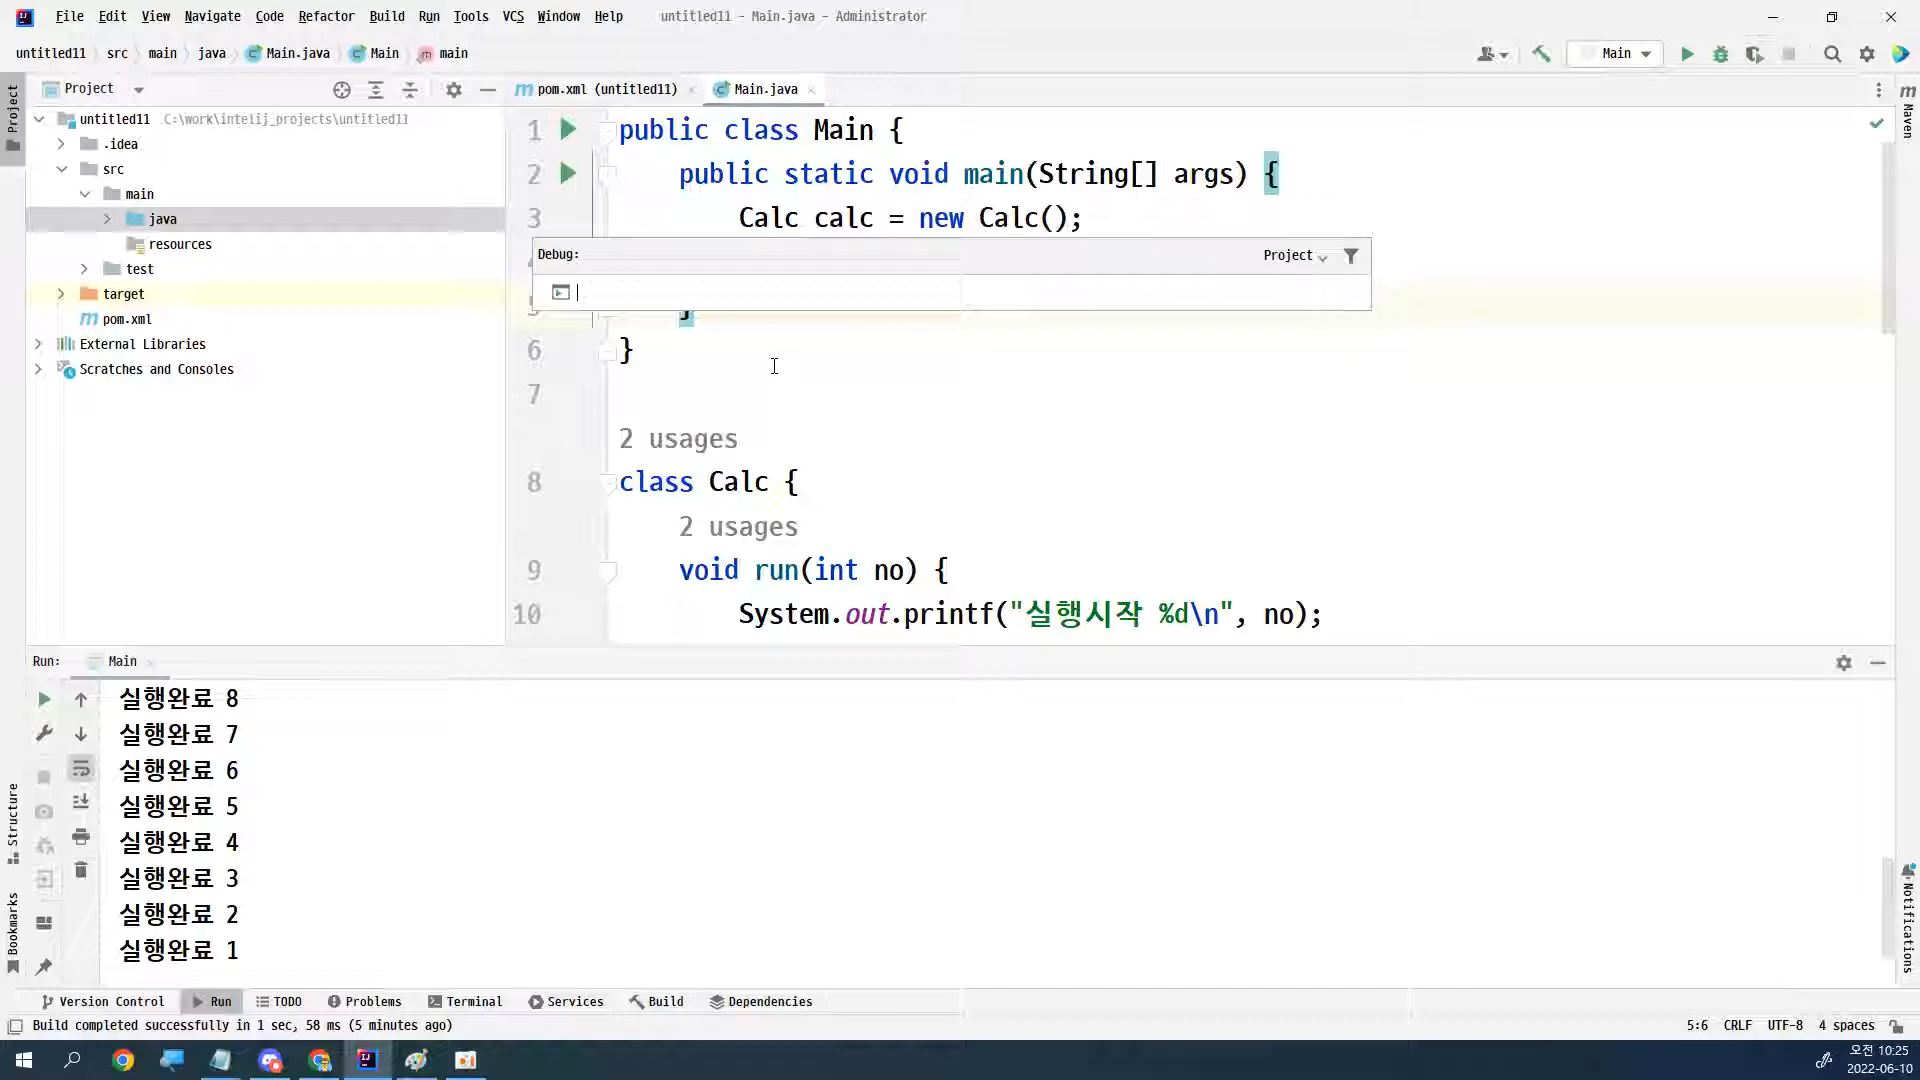 File Edit View Navigate Code Refactor Build Run Tools VCS Window Help untitled11 - Main.java - Administrator
untitled11 src main java Main.java Main main
Main
Project
pom.xml (untitled11) Main.java
Project
Maven
untitled11 C:\work\intelij_projects\untitled11
.idea
src
main
java
resources
test
target
pom.xml
External Libraries
Scratches and Consoles
1 public class Main {
2 public static void main(String[] args) {
3 Calc calc = new Calc();
Debug: Project
}
6 }
7
2 usages
8 class Calc {
2 usages
9 void run(int no) {
10 System.out.printf("실행시작 %d\n", no);
Run: Main
실행완료 8
실행완료 7
실행완료 6
실행완료 5
실행완료 4
실행완료 3
실행완료 2
실행완료 1
Structure
Bookmarks
Notifications
Version Control Run TODO Problems Terminal Services Build Dependencies
Build completed successfully in 1 sec, 58 ms (5 minutes ago) 5:6 CRLF UTF-8 4 spaces
오전 10:25
2022-06-10